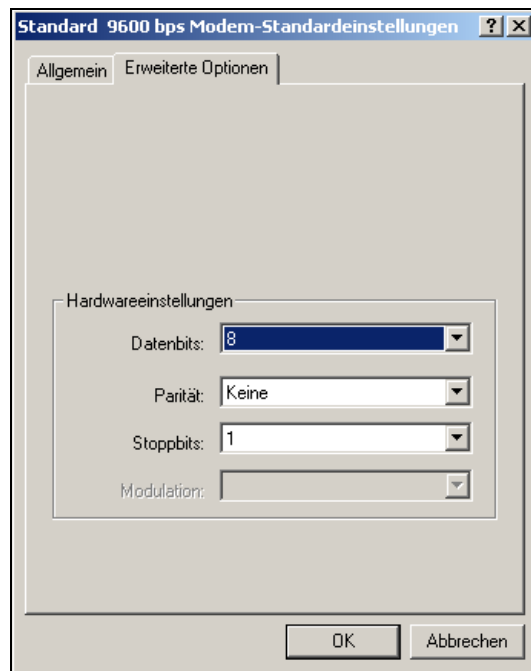 Standard 9600 bps Modem-Standardeinstellungen
Allgemein Erweiterte Optionen
Hardwareeinstellungen
Datenbits: 8
Parität: Keine
Stoppbits: 1
Modulation:
OK Abbrechen